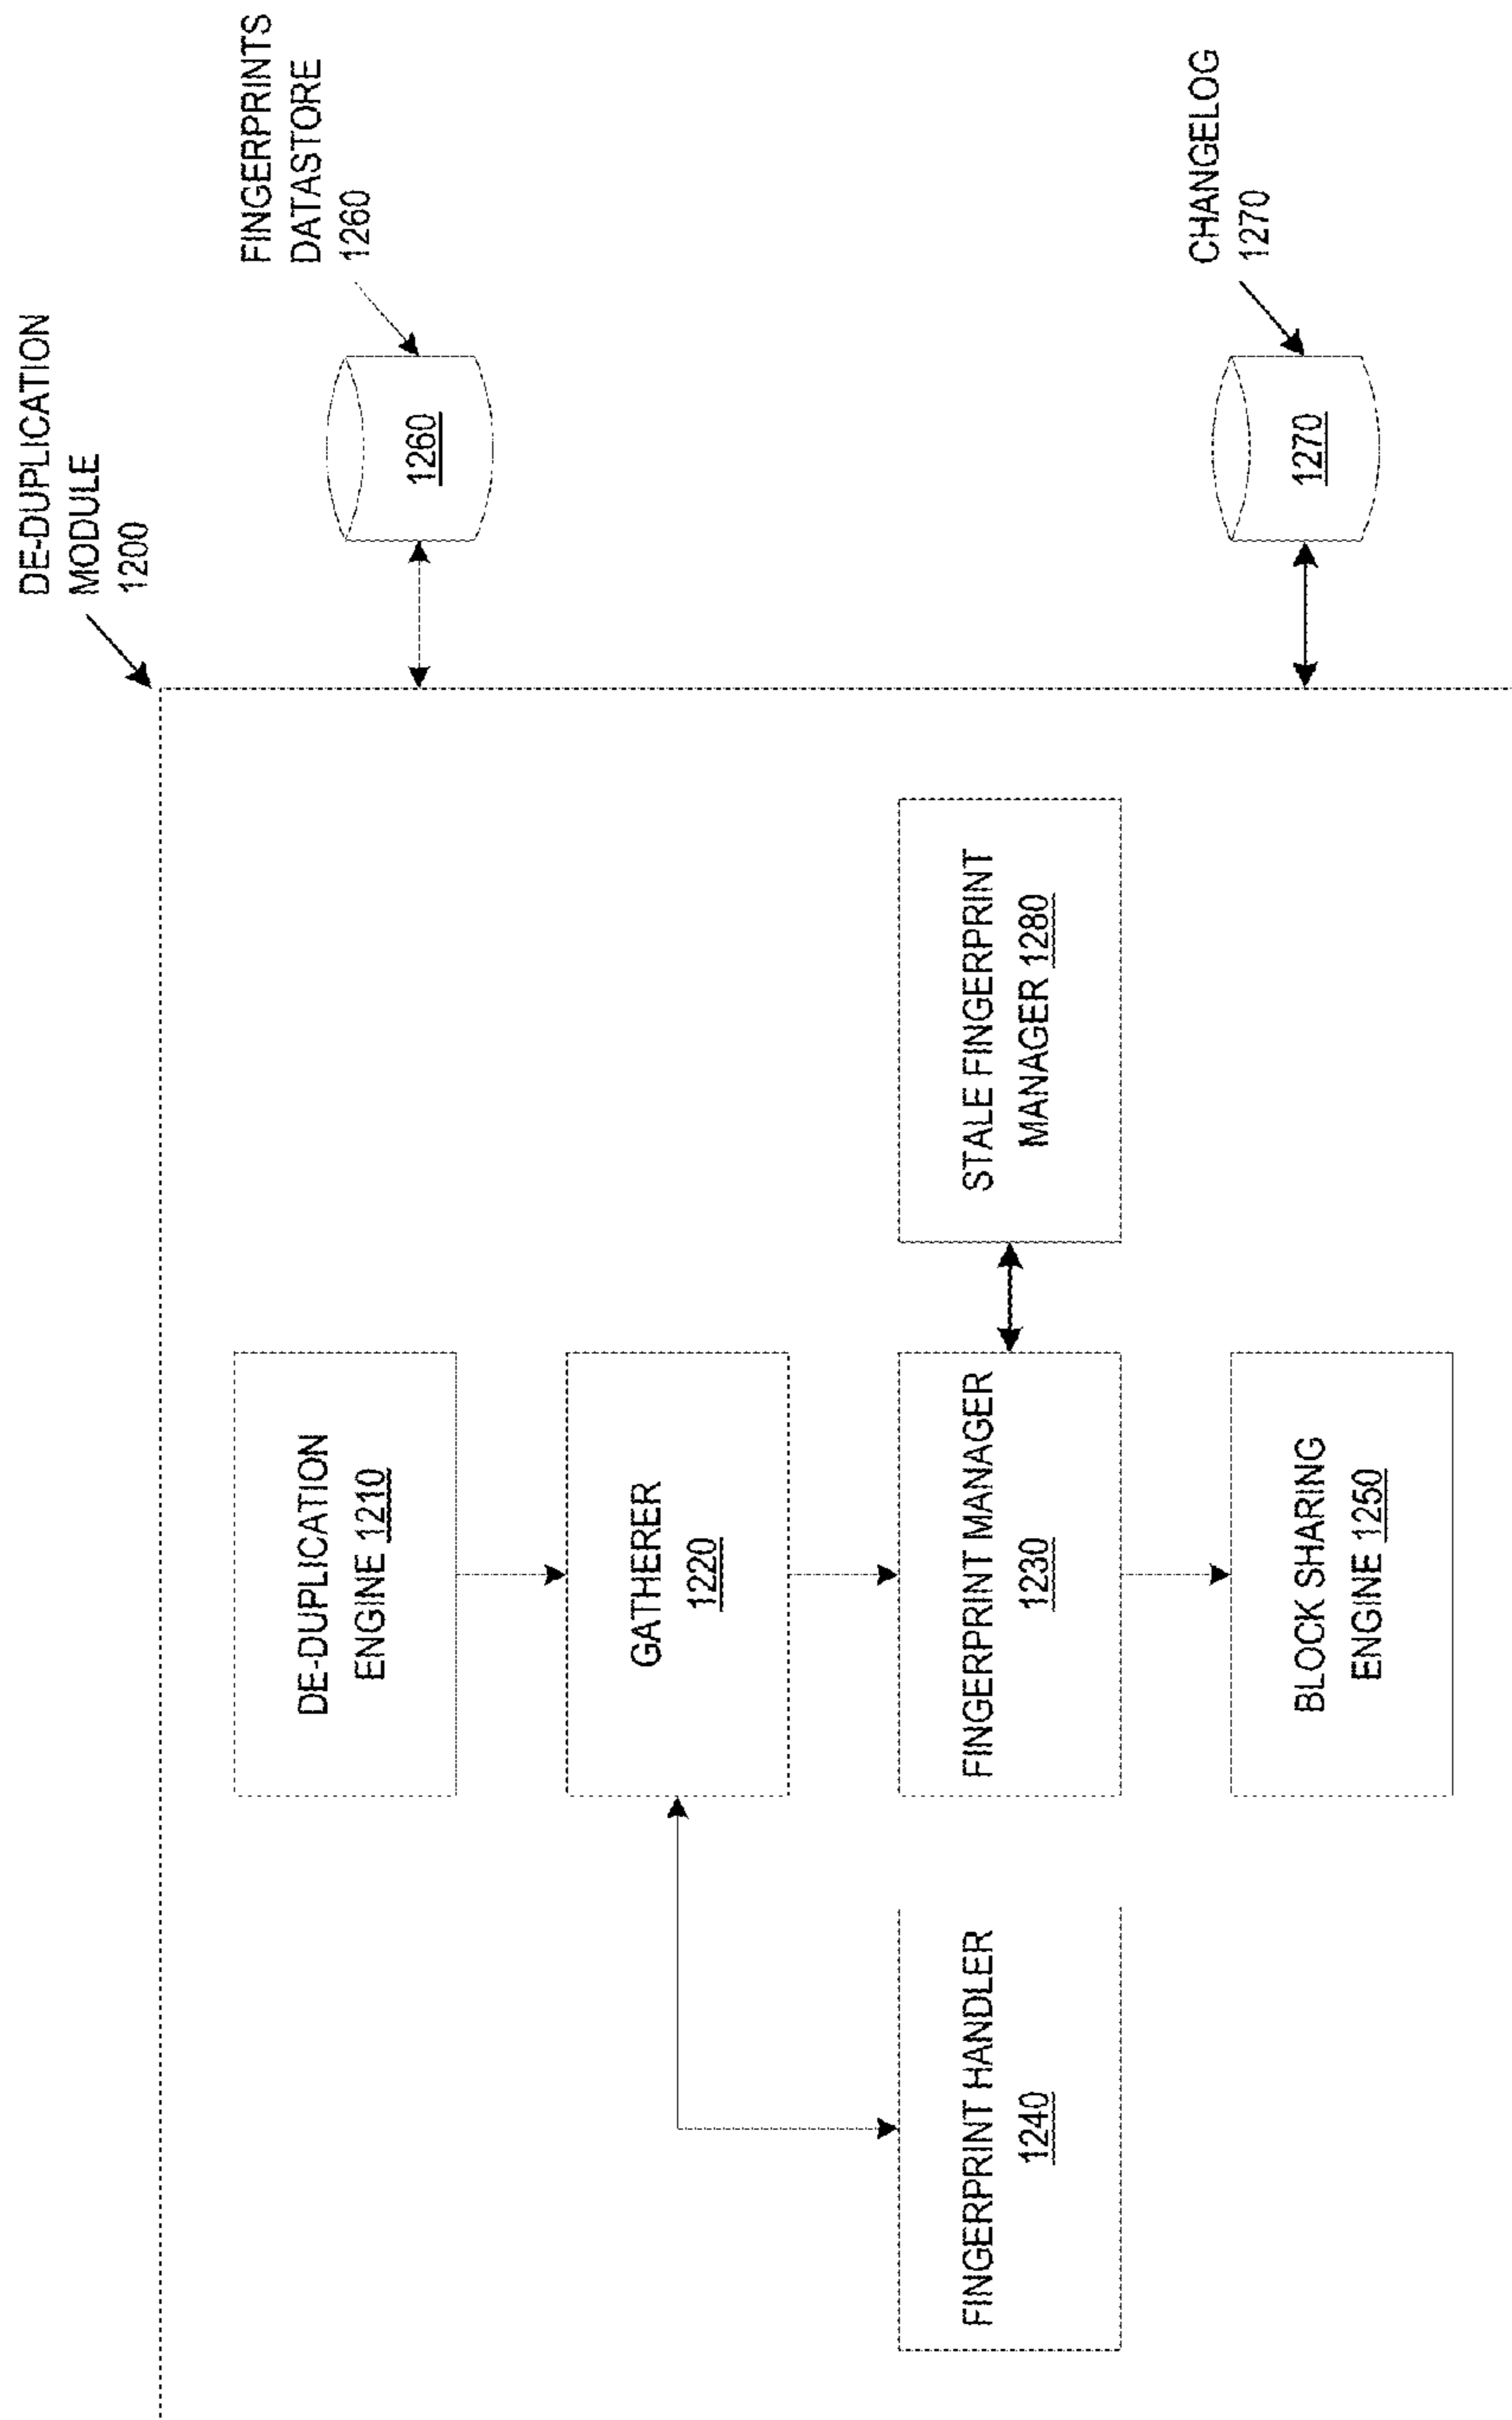 DE-DUPLICATION
MODULE
1200
FINGERPRINTS
DATASTORE
1260
1260
CHANGELOG
1270
1270
DE-DUPLICATION
ENGINE 1210
GATHERER
1220
FINGERPRINT HANDLER
1240
FINGERPRINT MANAGER
1230
STALE FINGERPRINT
MANAGER 1280
BLOCK SHARING
ENGINE 1250